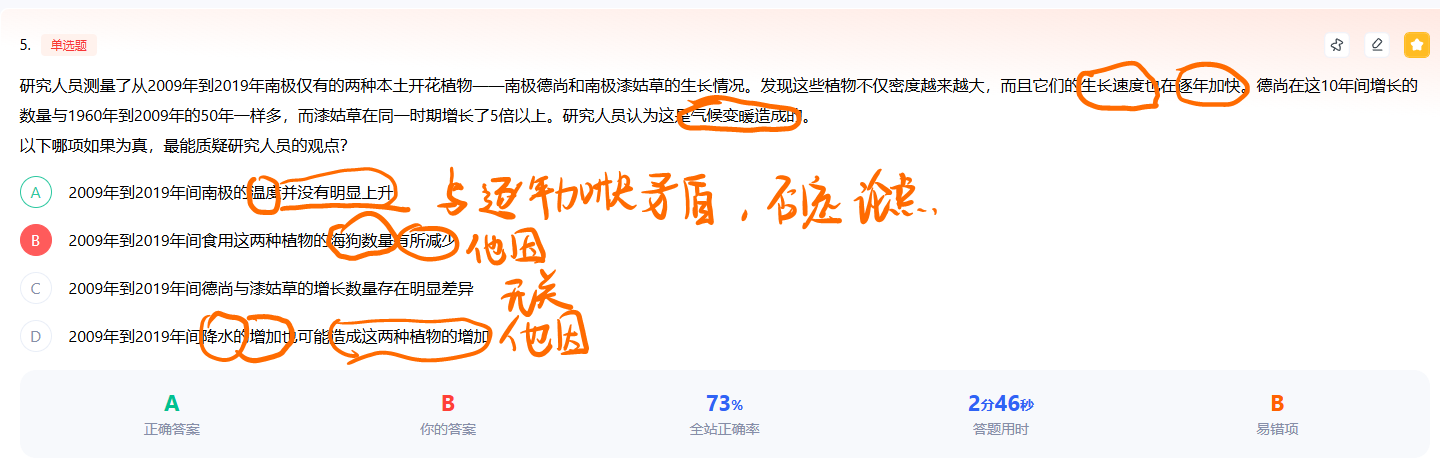 5. 单选题
研究人员测量了从2009年到2019年南极仅有的两种本土开花植物——南极德尚和南极漆姑草的生长情况。发现这些植物不仅密度越来越大，而且它们的生长速度也在逐年加快。德尚在这10年间增长的
数量与1960年到2009年的50年一样多，而漆姑草在同一时期增长了5倍以上。研究人员认为这是气候变暖造成的。
以下哪项如果为真，最能质疑研究人员的观点？
A 2009年到2019年间南极的温度并没有明显上升 与逐年加快矛盾，否定论点.
B 2009年到2019年间食用这两种植物的海狗数量有所减少 他因
C 2009年到2019年间德尚与漆姑草的增长数量存在明显差异 无关
D 2009年到2019年间降水的增加也可能造成这两种植物的增加 他因
A B 73% 2分46秒 B
正确答案 你的答案 全站正确率 答题用时 易错项